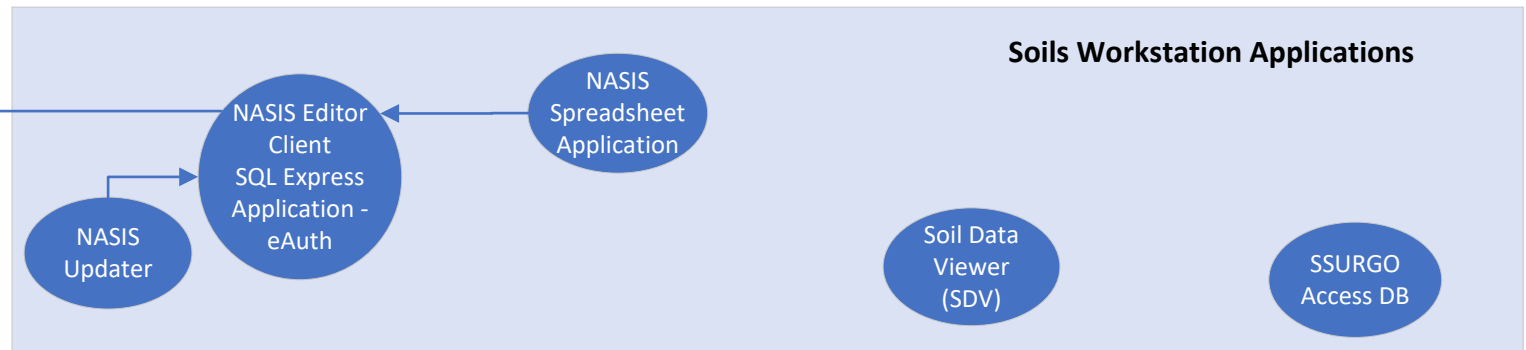 Soils Workstation Applications
NASIS Editor
Client
SQL Express
Application -
eAuth
NASIS
Spreadsheet
Application
NASIS
Updater
Soil Data
Viewer
(SDV)
SSURGO
Access DB